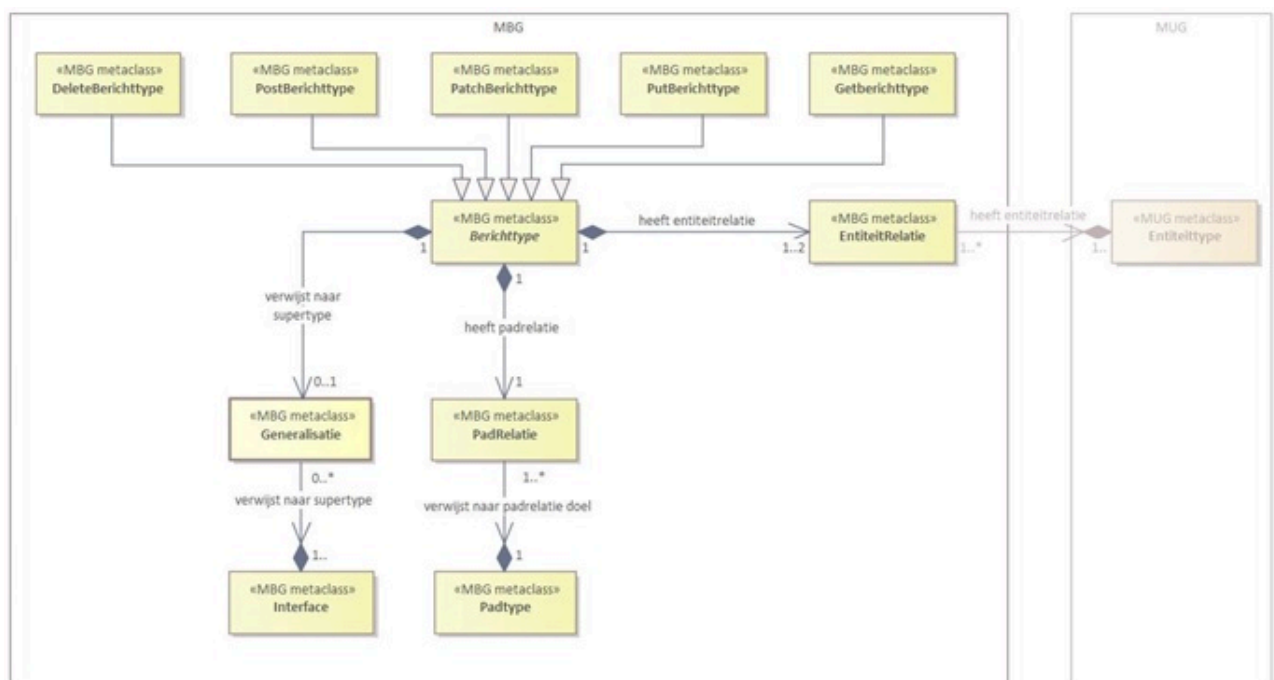 MBG
MUG
«MBG metaclass»
DeleteBerichttype
«MBG metaclass»
PostBerichttype
«MBG metaclass»
PatchBerichttype
«MBG metaclass»
PutBerichttype
«MBG metaclass»
Getberichttype
«MBG metaclass»
Berichttype
1
1
1
heeft entiteitrelatie
1..2
«MBG metaclass»
EntiteitRelatie
1..*
heeft entiteitrelatie
1..
«MUG metaclass»
Entiteittype
verwijst naar
supertype
0..1
heeft padrelatie
1
«MBG metaclass»
Generalisatie
«MBG metaclass»
PadRelatie
0..*
verwijst naar supertype
1..
1..*
verwijst naar padrelatie doel
1
«MBG metaclass»
Interface
«MBG metaclass»
Padtype